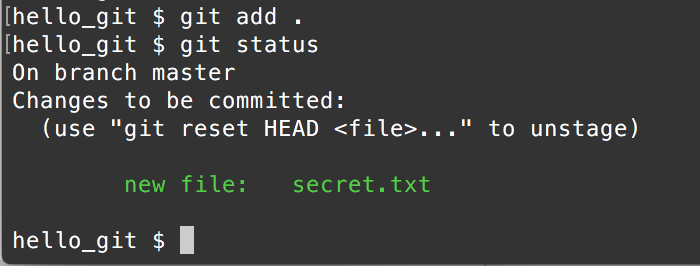 [hello_git $ git add .
[hello_git $ git status
On branch master
Changes to be committed:
  (use "git reset HEAD <file>..." to unstage)

        new file:   secret.txt

hello_git $